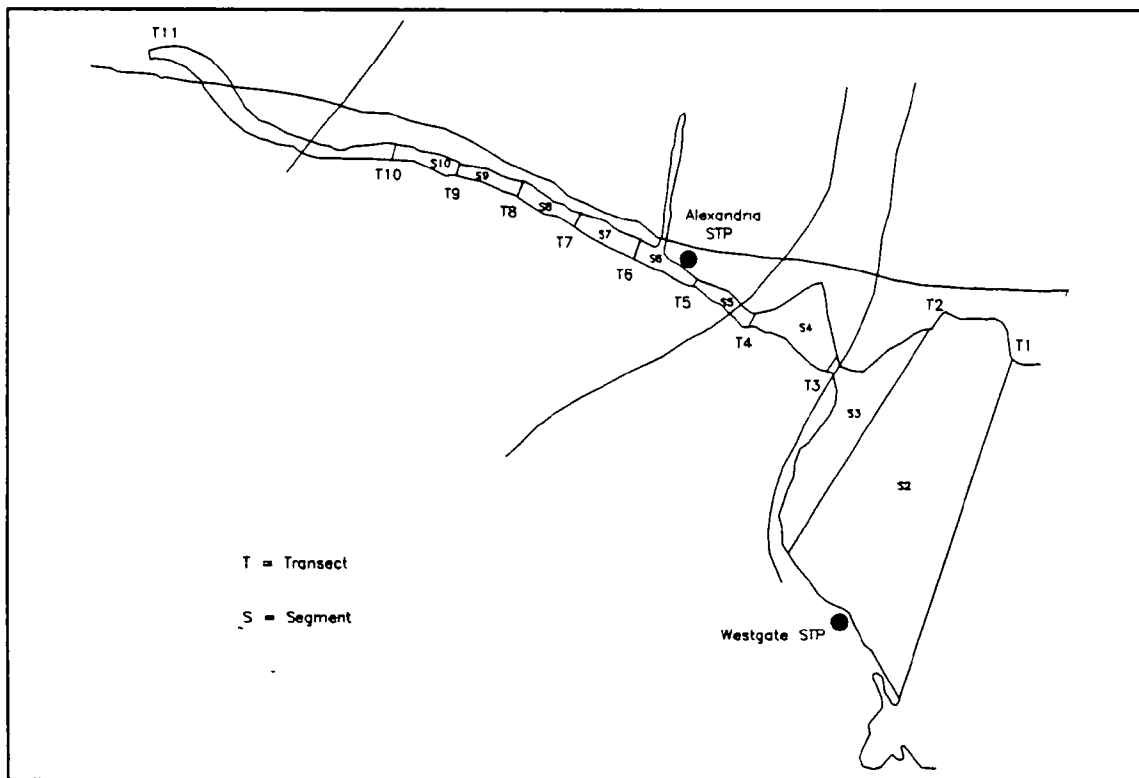 T11
S10
T10
S9
T9
S8
T8
S7
T7
Alexandria
STP
S6
T6
T5
S5
T4
S4
T2
T1
T3
S3
S2
T = Transect
S = Segment
Westgate STP